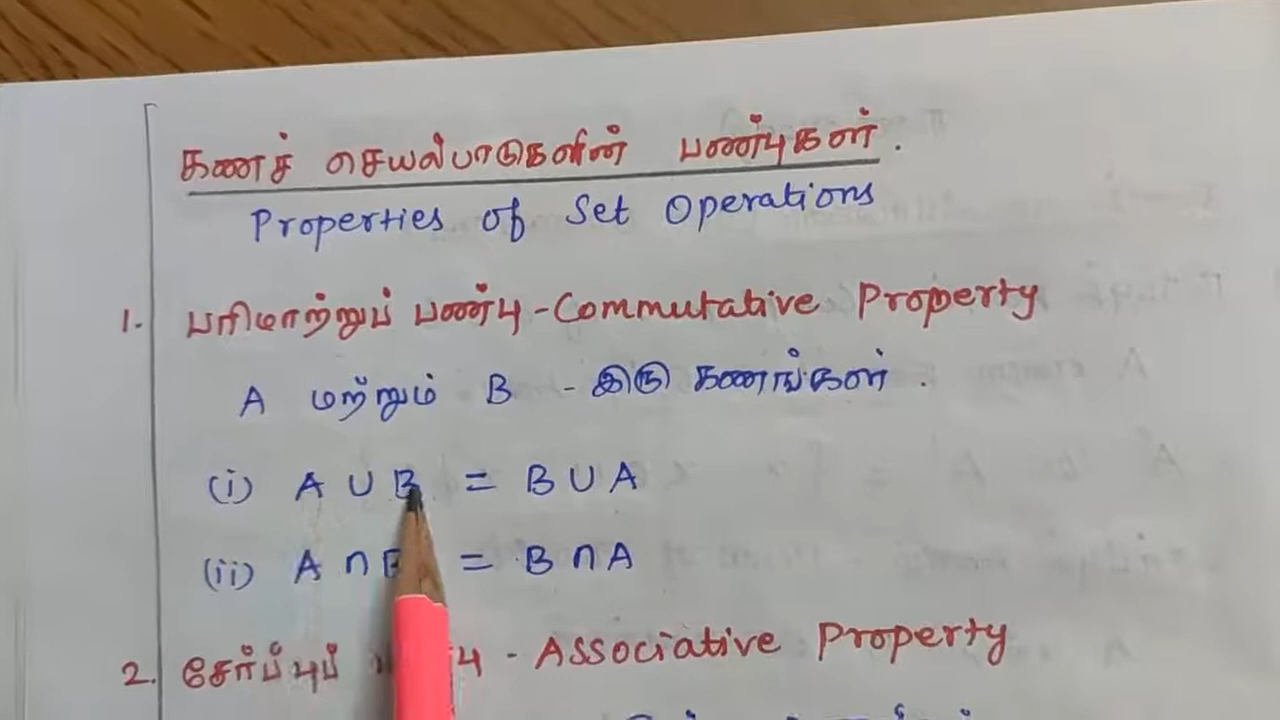 கணச் செயல்பாடுகளின் பண்புகள்.
Properties of Set Operations
1. பரிமாற்றுப் பண்பு - Commutative Property
A மற்றும் B - இரு கணங்கள்.
(i) A ∪ B = B ∪ A
(ii) A ∩ B = B ∩ A
2. சேர்ப்புப் - Associative Property